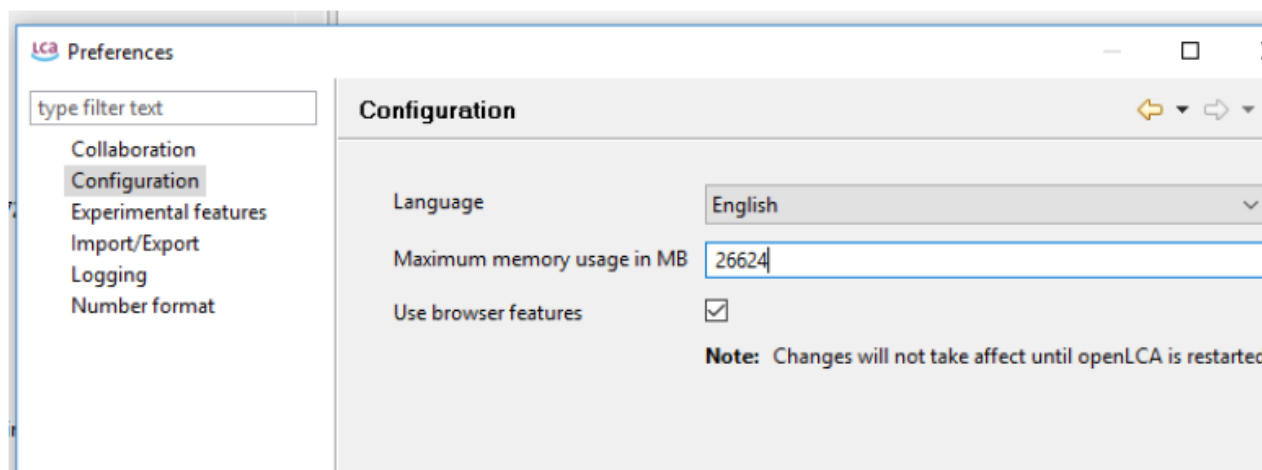 LCA Preferences
type filter text
Configuration
Collaboration
Configuration
Experimental features
Import/Export
Logging
Number format
Language
English
Maximum memory usage in MB
26624
Use browser features
Note: Changes will not take affect until openLCA is restarted